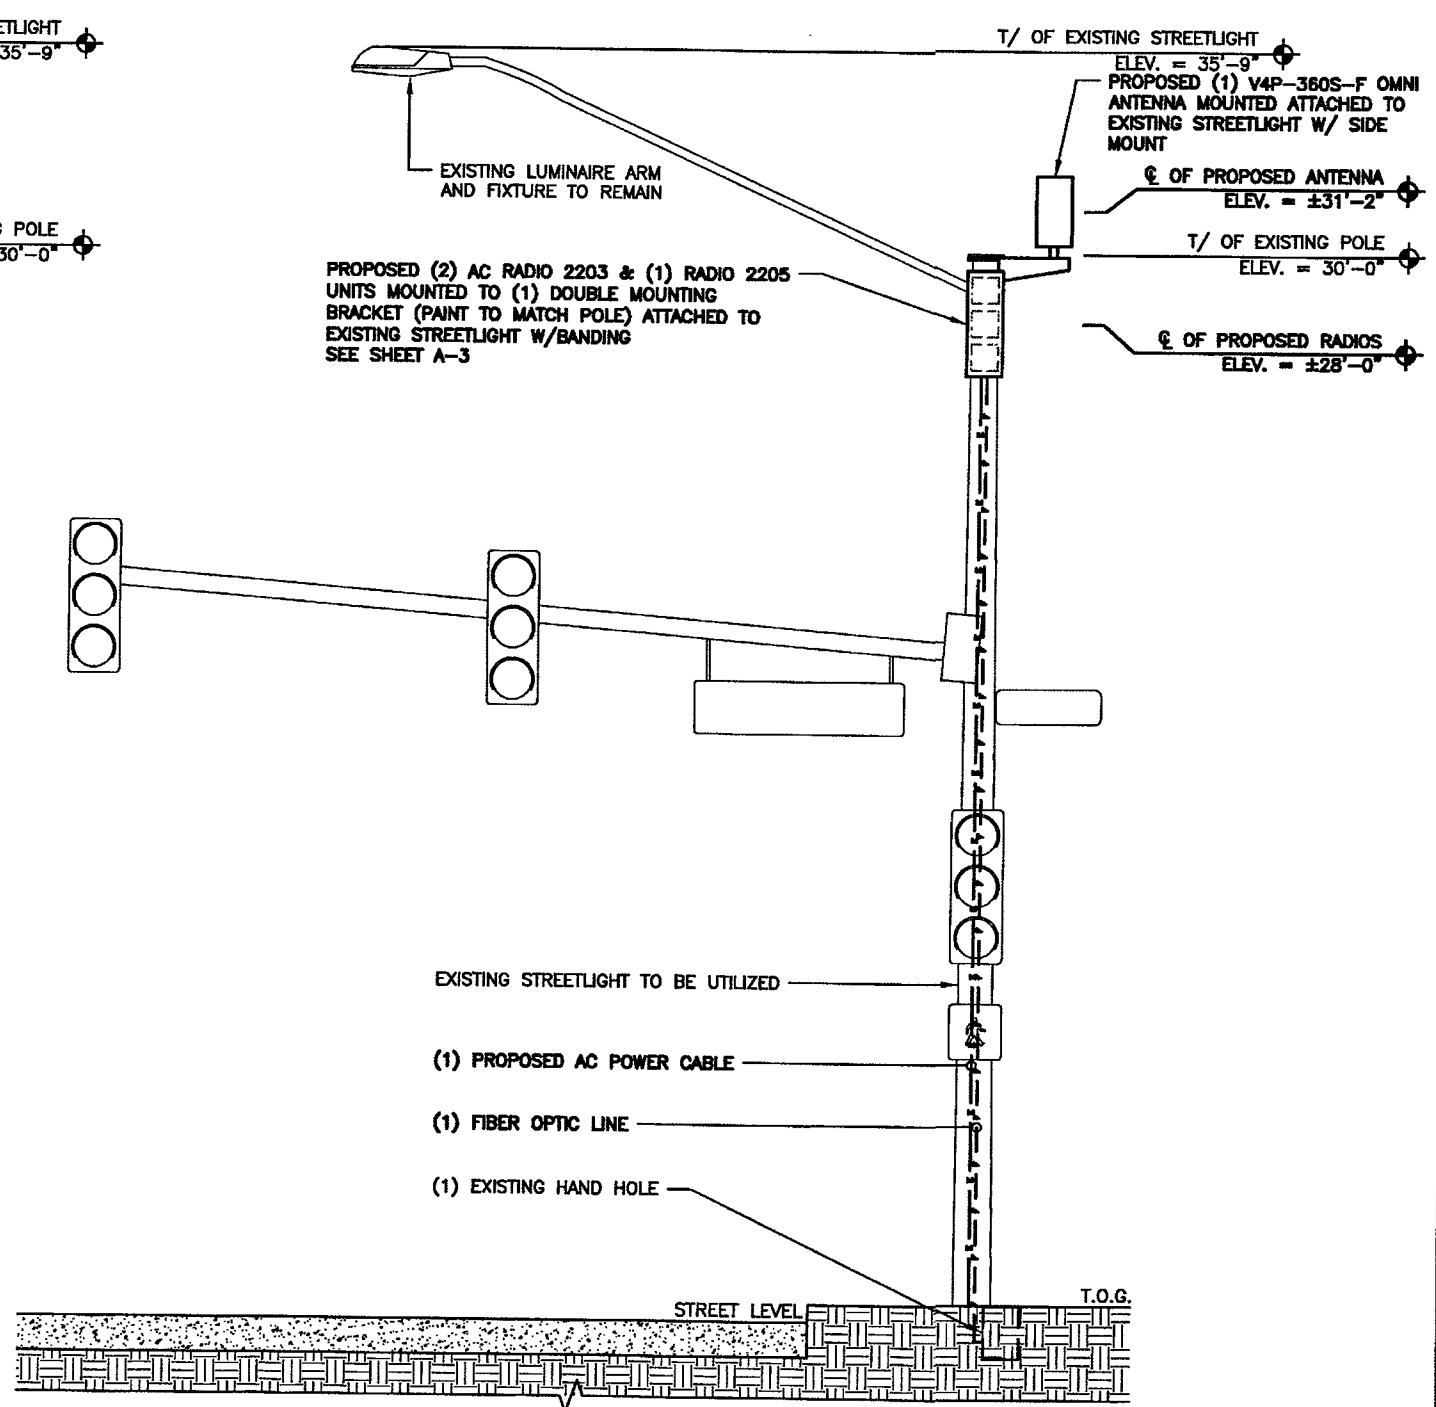 ETLIGHT
35'-9"
POLE
30'-0"
T/ OF EXISTING STREETLIGHT
ELEV. = 35'-9"
PROPOSED (1) V4P-360S-F OMNI
ANTENNA MOUNTED ATTACHED TO
EXISTING STREETLIGHT W/ SIDE
MOUNT
EXISTING LUMINAIRE ARM
AND FIXTURE TO REMAIN
℄ OF PROPOSED ANTENNA
ELEV. = ±31'-2"
T/ OF EXISTING POLE
ELEV. = 30'-0"
PROPOSED (2) AC RADIO 2203 & (1) RADIO 2205
UNITS MOUNTED TO (1) DOUBLE MOUNTING
BRACKET (PAINT TO MATCH POLE) ATTACHED TO
EXISTING STREETLIGHT W/BANDING
SEE SHEET A-3
℄ OF PROPOSED RADIOS
ELEV. = ±28'-0"
EXISTING STREETLIGHT TO BE UTILIZED
(1) PROPOSED AC POWER CABLE
(1) FIBER OPTIC LINE
(1) EXISTING HAND HOLE
STREET LEVEL
T.O.G.